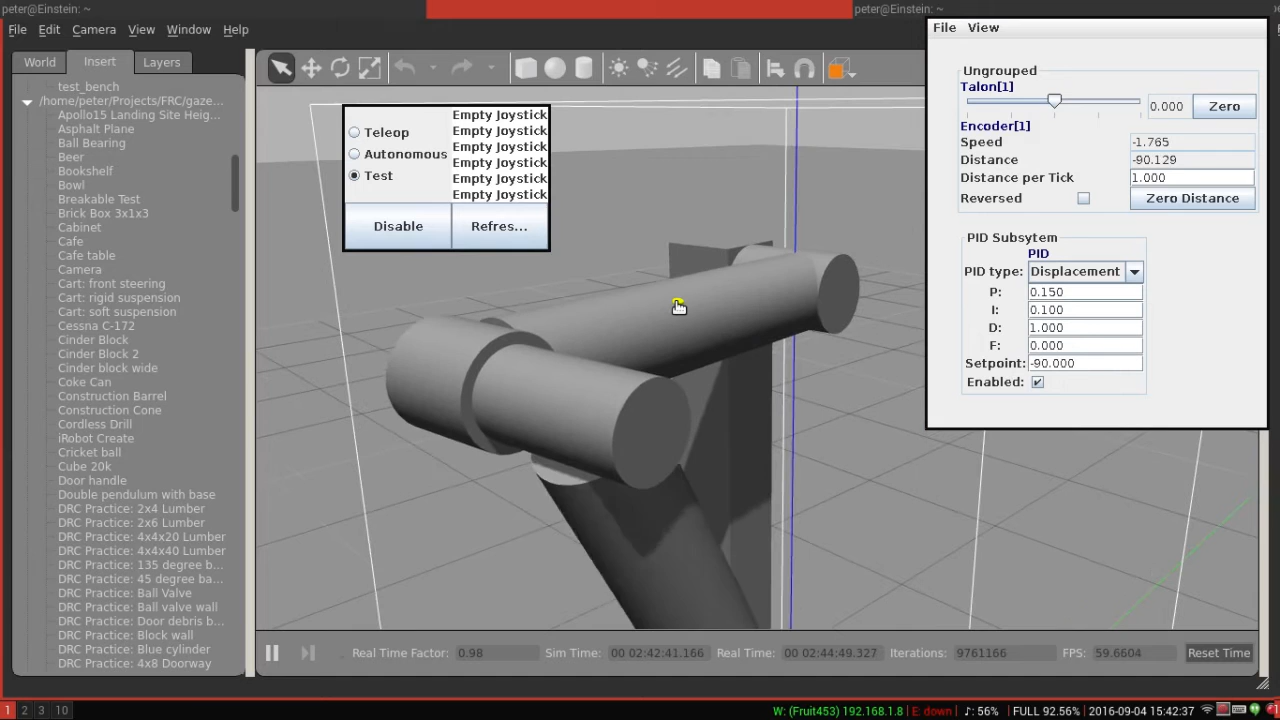 peter@Einstein: ~
peter@Einstein: ~
File Edit Camera View Window Help
World Insert Layers
test_bench
/home/peter/Projects/FRC/gaze...
Apollo15 Landing Site Heig...
Asphalt Plane
Ball Bearing
Beer
Bookshelf
Bowl
Breakable Test
Brick Box 3x1x3
Cabinet
Cafe
Cafe table
Camera
Cart: front steering
Cart: rigid suspension
Cart: soft suspension
Cessna C-172
Cinder Block
Cinder Block 2
Cinder block wide
Coke Can
Construction Barrel
Construction Cone
Cordless Drill
iRobot Create
Cricket ball
Cube 20k
Door handle
Double pendulum with base
DRC Practice: 2x4 Lumber
DRC Practice: 2x6 Lumber
DRC Practice: 4x4x20 Lumber
DRC Practice: 4x4x40 Lumber
DRC Practice: 135 degree b...
DRC Practice: 45 degree ba...
DRC Practice: Ball Valve
DRC Practice: Ball valve wall
DRC Practice: Door debris b...
DRC Practice: Block wall
DRC Practice: Blue cylinder
DRC Practice: 4x8 Doorway
Teleop
Autonomous
Test
Empty Joystick
Empty Joystick
Empty Joystick
Empty Joystick
Empty Joystick
Empty Joystick
Disable Refres...
File View
Ungrouped
Talon[1]
0.000 Zero
Encoder[1]
Speed -1.765
Distance -90.129
Distance per Tick 1.000
Reversed Zero Distance
PID Subsytem
PID
PID type: Displacement
P: 0.150
I: 0.100
D: 1.000
F: 0.000
Setpoint: -90.000
Enabled:
Real Time Factor: 0.98 Sim Time: 00 02:42:41.166 Real Time: 00 02:44:49.327 Iterations: 9761166 FPS: 59.6604 Reset Time
1 2 3 10 W: (Fruit453) 192.168.1.8 E: down ♪: 56% FULL 92.56% 2016-09-04 15:42:37